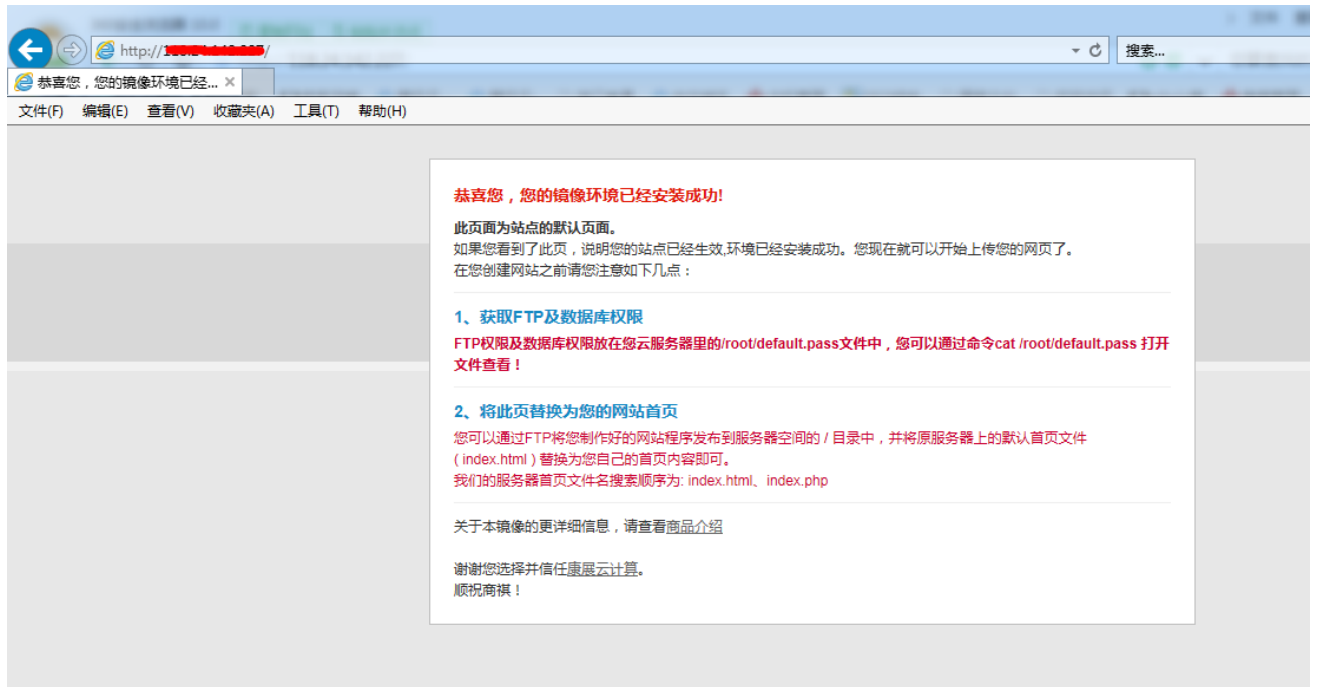 http://
搜索...
恭喜您，您的镜像环境已经...
文件(F) 编辑(E) 查看(V) 收藏夹(A) 工具(T) 帮助(H)
恭喜您，您的镜像环境已经安装成功!
此页面为站点的默认页面。
如果您看到了此页，说明您的站点已经生效,环境已经安装成功。您现在就可以开始上传您的网页了。
在您创建网站之前请您注意如下几点：
1、获取FTP及数据库权限
FTP权限及数据库权限放在您云服务器里的/root/default.pass文件中，您可以通过命令cat /root/default.pass 打开
文件查看！
2、将此页替换为您的网站首页
您可以通过FTP将您制作好的网站程序发布到服务器空间的 / 目录中，并将原服务器上的默认首页文件
( index.html ) 替换为您自己的首页内容即可。
我们的服务器首页文件名搜索顺序为: index.html、index.php
关于本镜像的更详细信息，请查看商品介绍
谢谢您选择并信任康展云计算。
顺祝商祺！